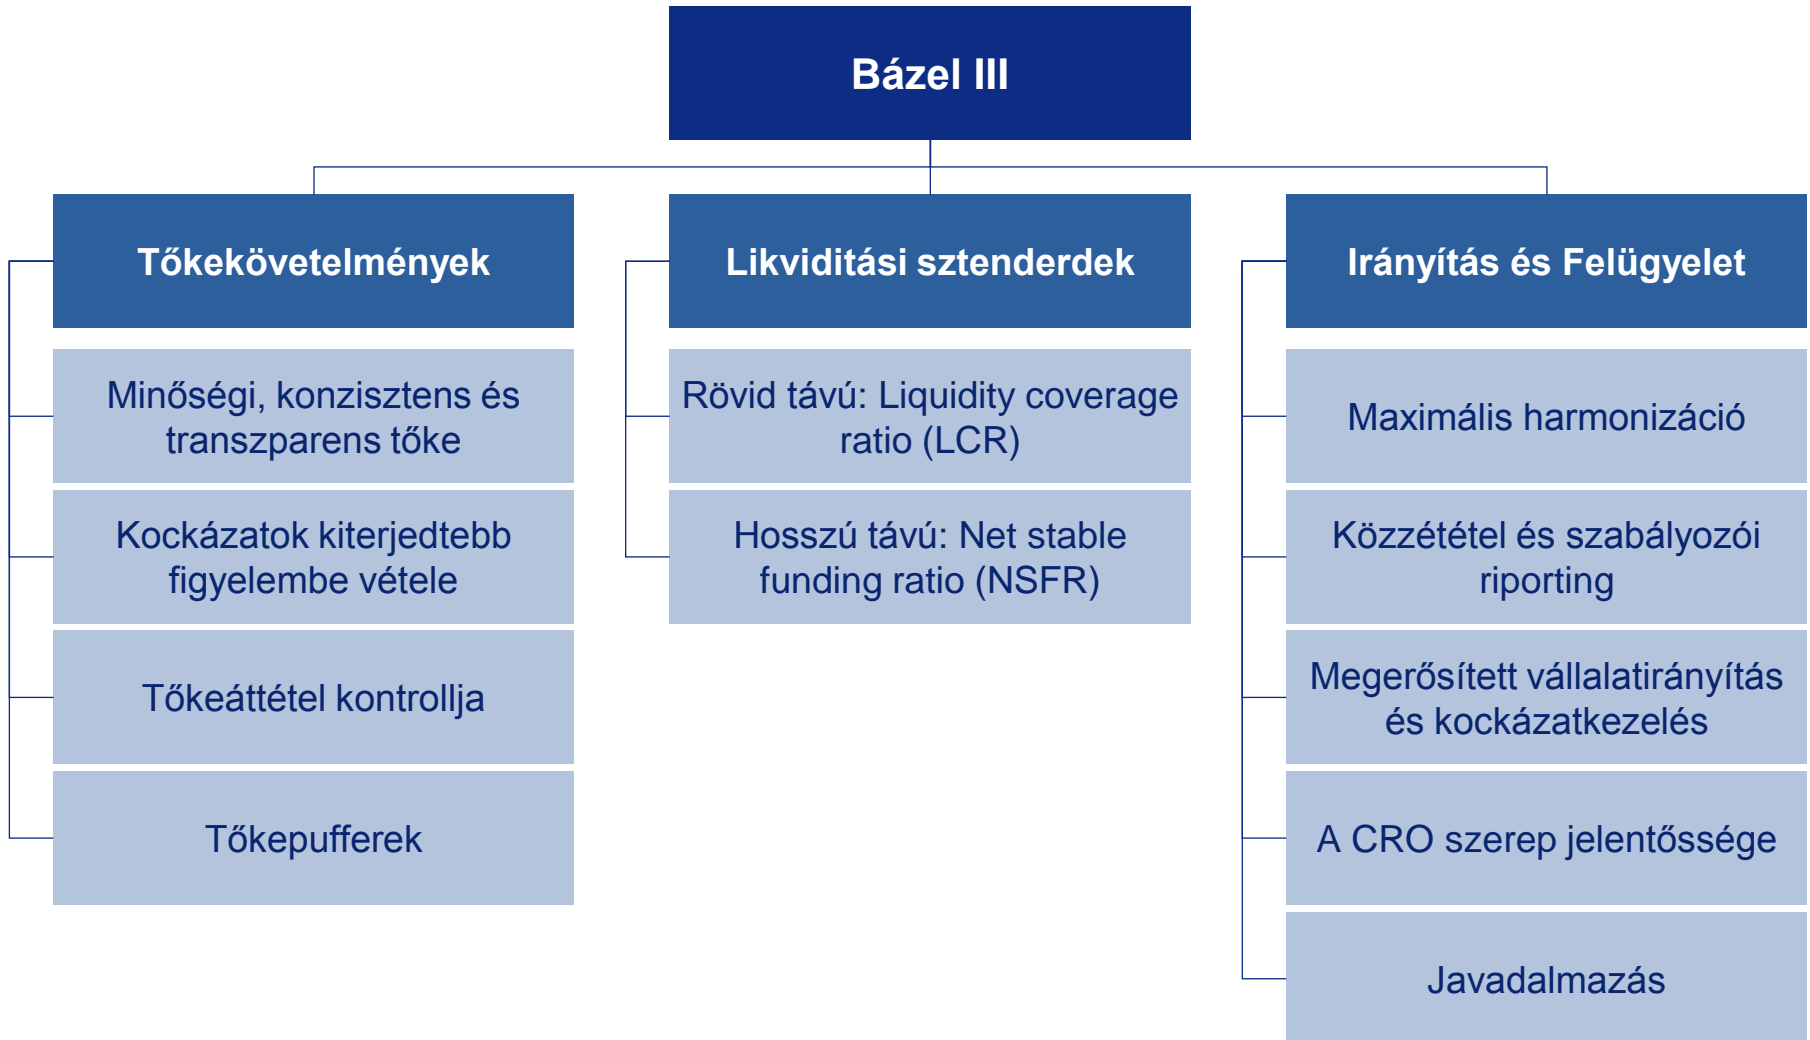 Bázel III
Tőkekövetelmények
Minőségi, konzisztens és
transzparens tőke
Kockázatok kiterjedtebb
figyelembe vétele
Tőkeáttétel kontrollja
Tőkepufferek
Likviditási sztenderdek
Rövid távú: Liquidity coverage
ratio (LCR)
Hosszú távú: Net stable
funding ratio (NSFR)
Irányítás és Felügyelet
Maximális harmonizáció
Közzététel és szabályozói
riporting
Megerősített vállalatirányítás
és kockázatkezelés
A CRO szerep jelentőssége
Javadalmazás